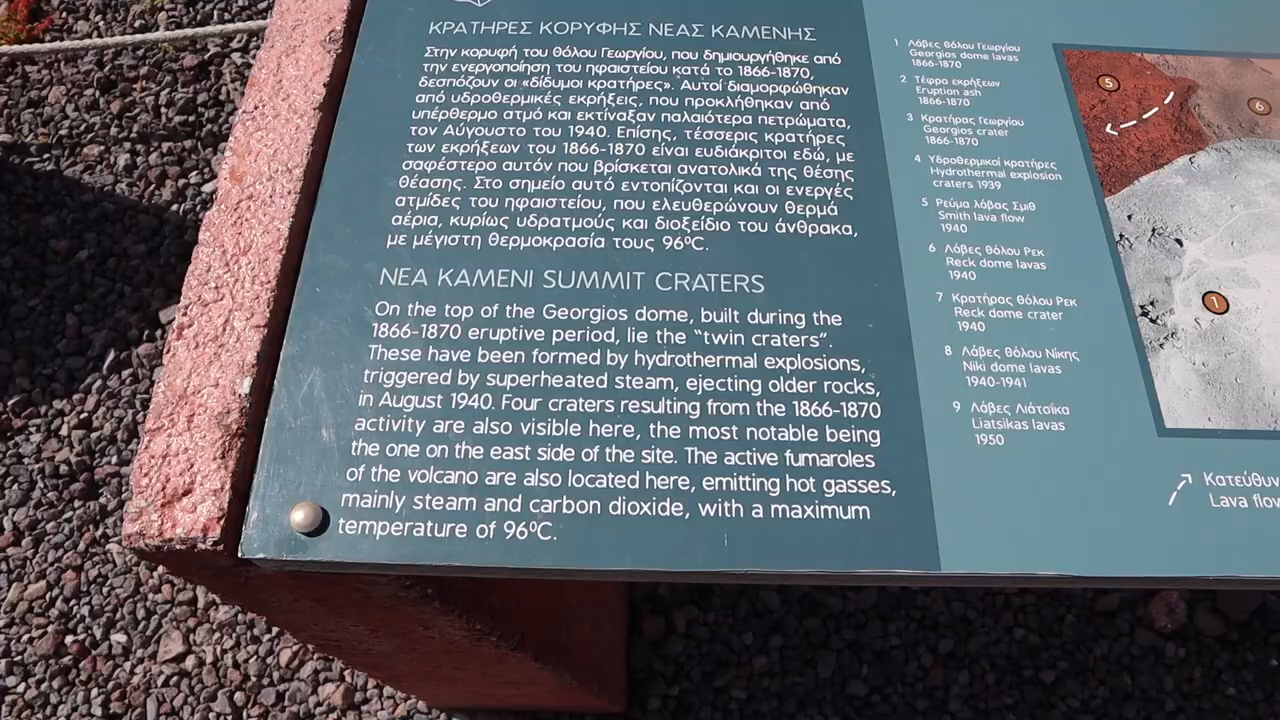 ΚΡΑΤΗΡΕΣ ΚΟΡΥΦΗΣ ΝΕΑΣ ΚΑΜΕΝΗΣ
Στην κορυφή του θόλου Γεωργίου, που δημιουργήθηκε από
την ενεργοποίηση του ηφαιστείου κατά το 1866-1870,
δεσπόζουν οι «δίδυμοι κρατήρες». Αυτοί διαμορφώθηκαν
από υδροθερμικές εκρήξεις, που προκλήθηκαν από
υπέρθερμο ατμό και εκτίναξαν παλαιότερα πετρώματα,
τον Αύγουστο του 1940. Επίσης, τέσσερις κρατήρες
των εκρήξεων του 1866-1870 είναι ευδιάκριτοι εδώ, με
σαφέστερο αυτόν που βρίσκεται ανατολικά της θέσης
θέασης. Στο σημείο αυτό εντοπίζονται και οι ενεργές
ατμίδες του ηφαιστείου, που ελευθερώνουν θερμά
αέρια, κυρίως υδρατμούς και διοξείδιο του άνθρακα,
με μέγιστη θερμοκρασία τους 96ºC.
NEA KAMENI SUMMIT CRATERS
On the top of the Georgios dome, built during the
1866-1870 eruptive period, lie the “twin craters”.
These have been formed by hydrothermal explosions,
triggered by superheated steam, ejecting older rocks,
in August 1940. Four craters resulting from the 1866-1870
activity are also visible here, the most notable being
the one on the east side of the site. The active fumaroles
of the volcano are also located here, emitting hot gasses,
mainly steam and carbon dioxide, with a maximum
temperature of 96ºC.
1 Λάβες θόλου Γεωργίου
Georgios dome lavas
1866-1870
2 Τέφρα εκρήξεων
Eruption ash
1866-1870
3 Κρατήρας Γεωργίου
Georgios crater
1866-1870
4 Υδροθερμικοί κρατήρες
Hydrothermal explosion
craters 1939
5 Ρεύμα λάβας Σμιθ
Smith lava flow
1940
6 Λάβες θόλου Ρεκ
Reck dome lavas
1940
7 Κρατήρας θόλου Ρεκ
Reck dome crater
1940
8 Λάβες θόλου Νίκης
Niki dome lavas
1940-1941
9 Λάβες Λιάτσικα
Liatsikas lavas
1950
5
6
1
Κατεύθυν
Lava flow